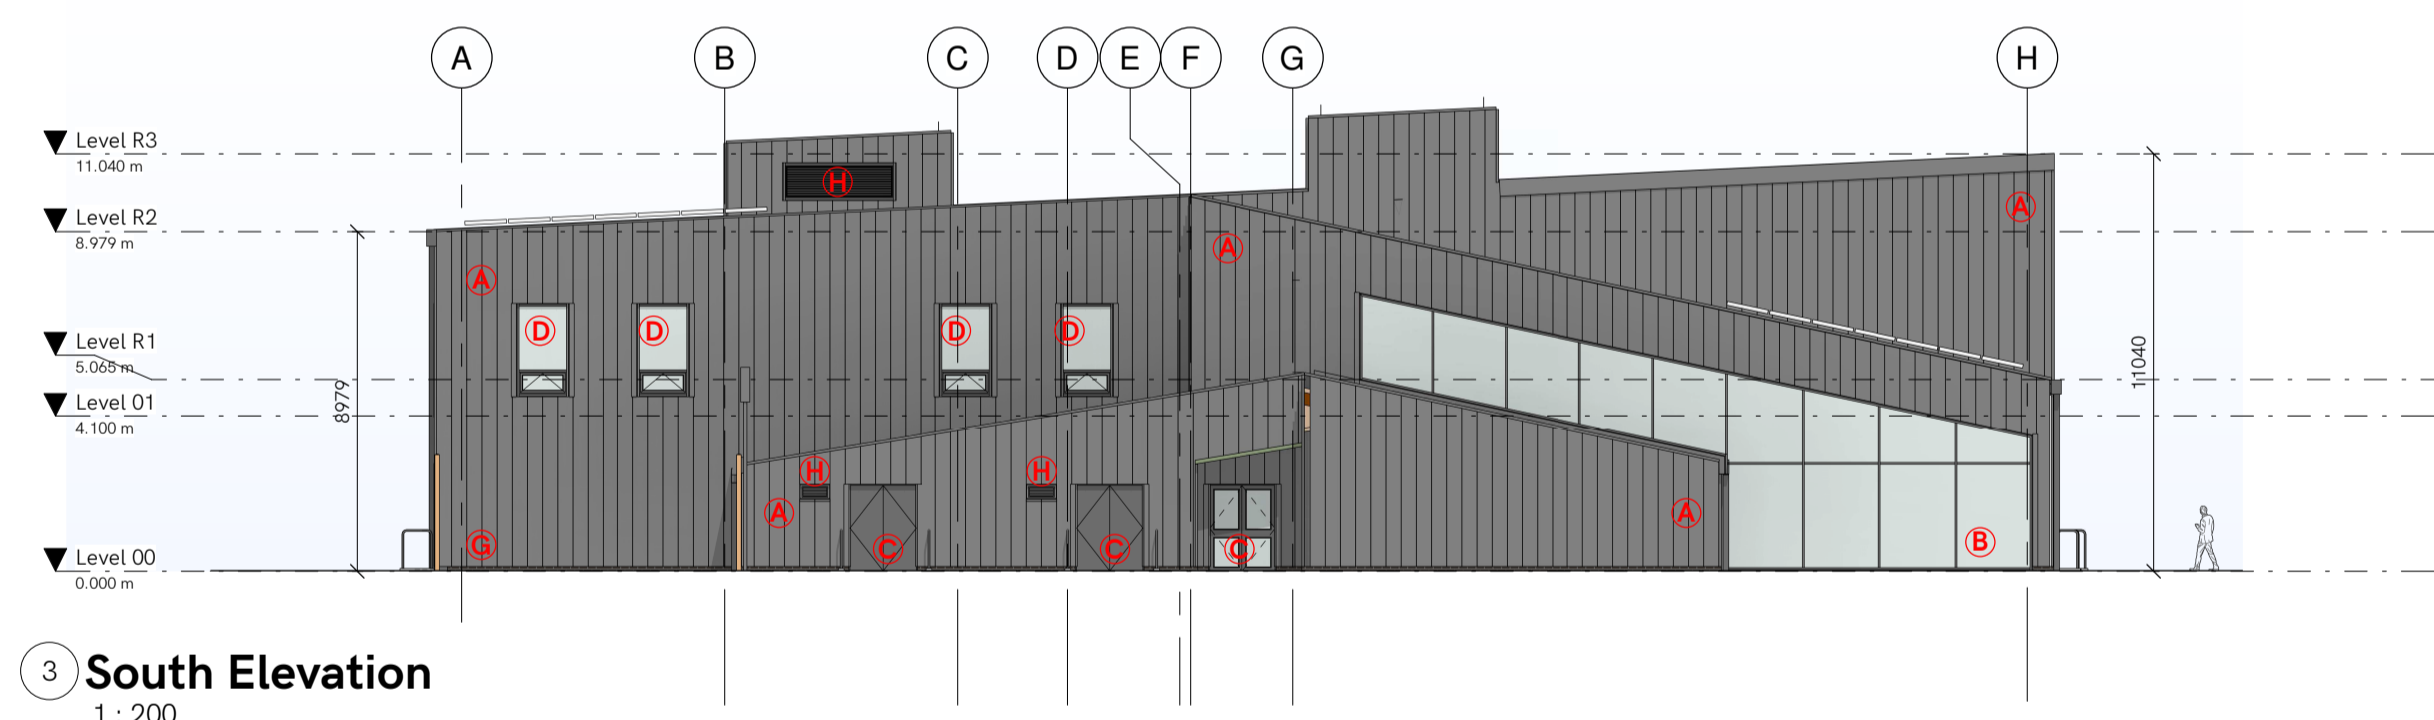 A B C D E F G H
Level R3
11.040 m
H
Level R2
8.979 m
A
A
A
D D D D
Level R1
5.065 m
11040
8979
Level 01
4.100 m
H H
A
A
G
C C C
B
Level 00
0.000 m
3 South Elevation
1 : 200